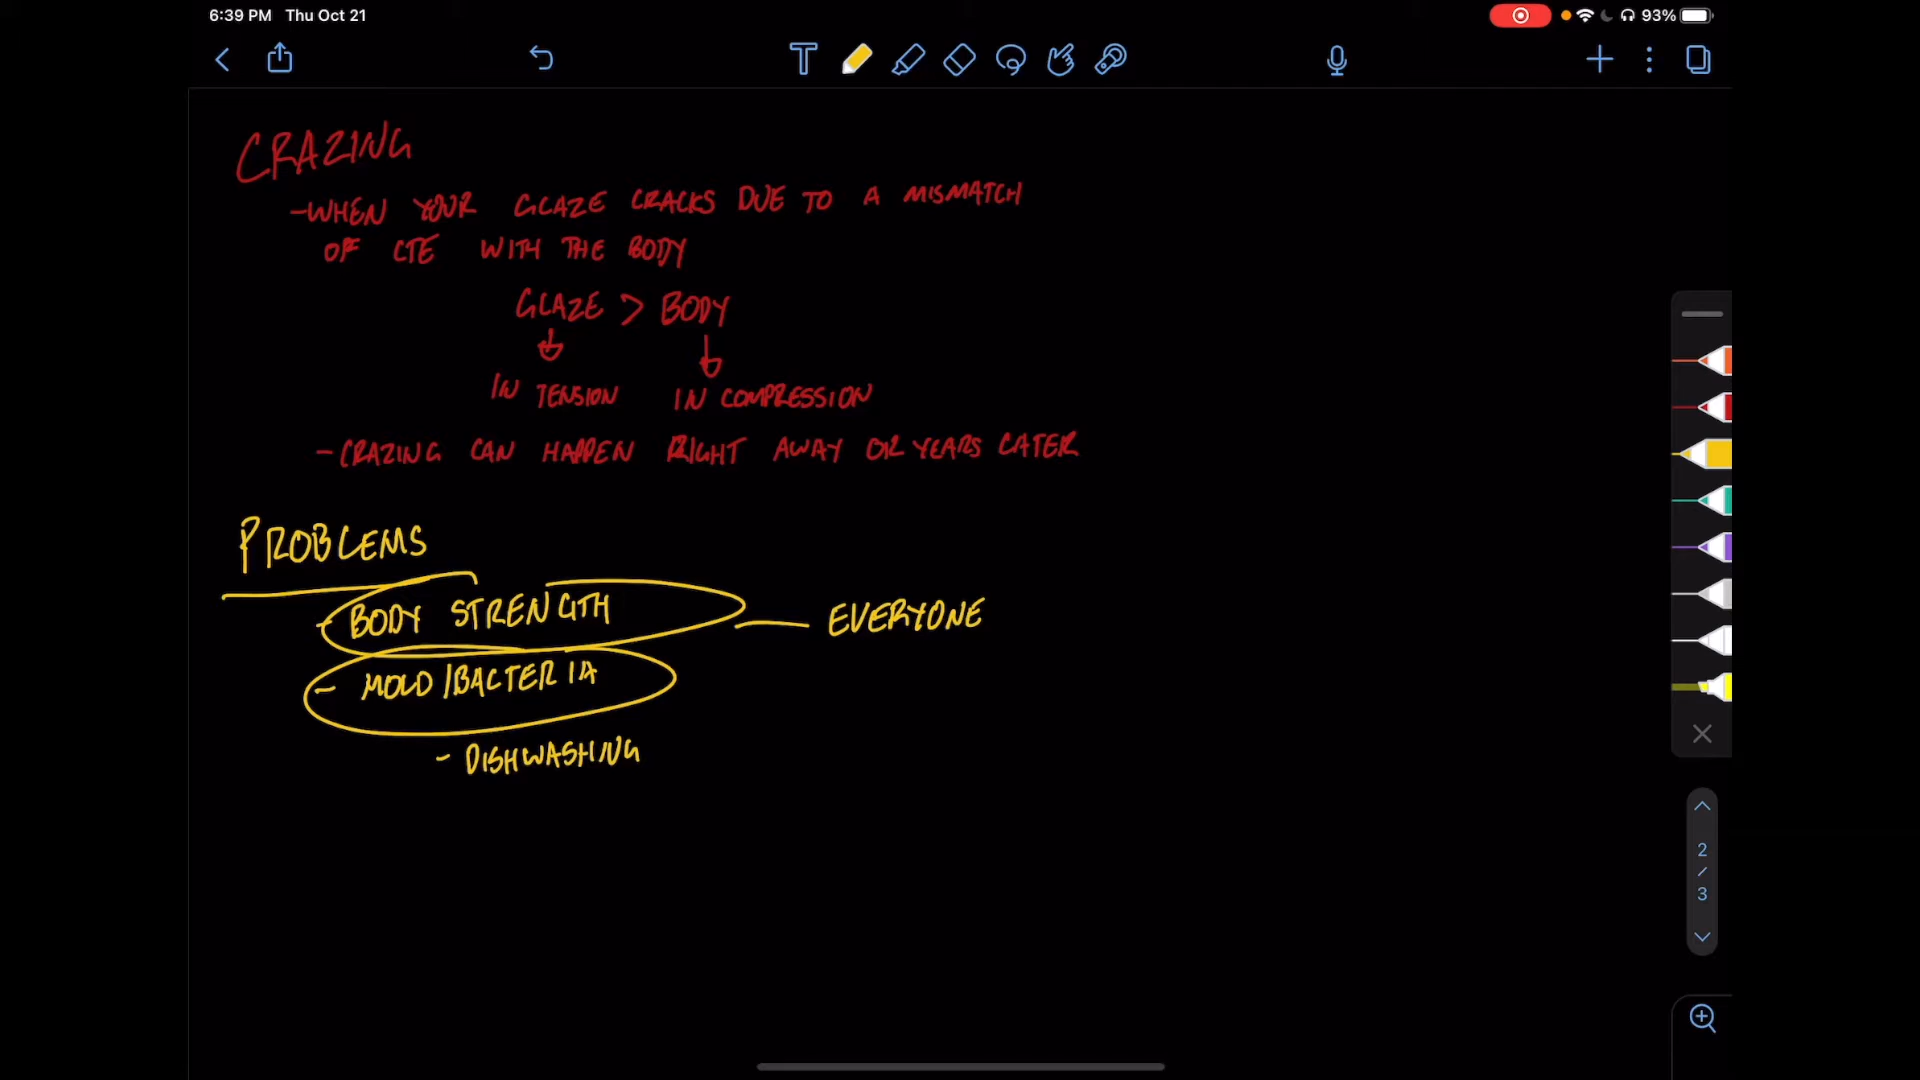 6:39 PM Thu Oct 21
93%
T
CRAZING
-WHEN YOUR GLAZE CRACKS DUE TO A MISMATCH
OF CTE WITH THE BODY
GLAZE > BODY
IN TENSION IN COMPRESSION
- CRAZING CAN HAPPEN RIGHT AWAY OR YEARS LATER
PROBLEMS
- BODY STRENGTH — EVERYONE
- MOLD/BACTERIA
- DISHWASHING
2
/
3